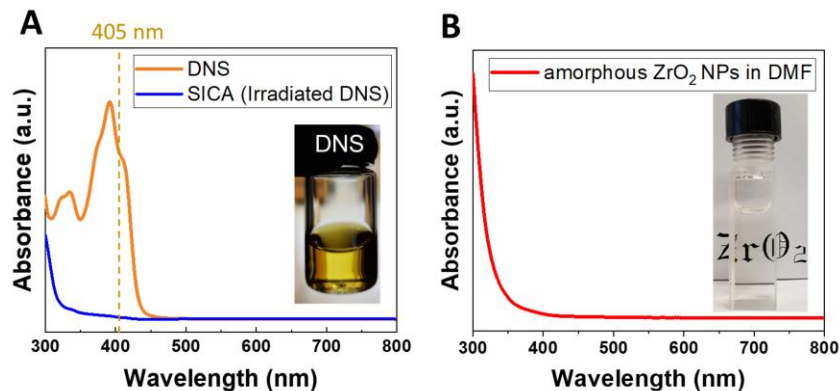 A
405 nm
DNS
SICA (Irradiated DNS)
DNS
Absorbance (a.u.)
300 400 500 600 700 800
Wavelength (nm)
B
amorphous ZrO₂ NPs in DMF
ZrO₂
Absorbance (a.u.)
300 400 500 600 700 800
Wavelength (nm)